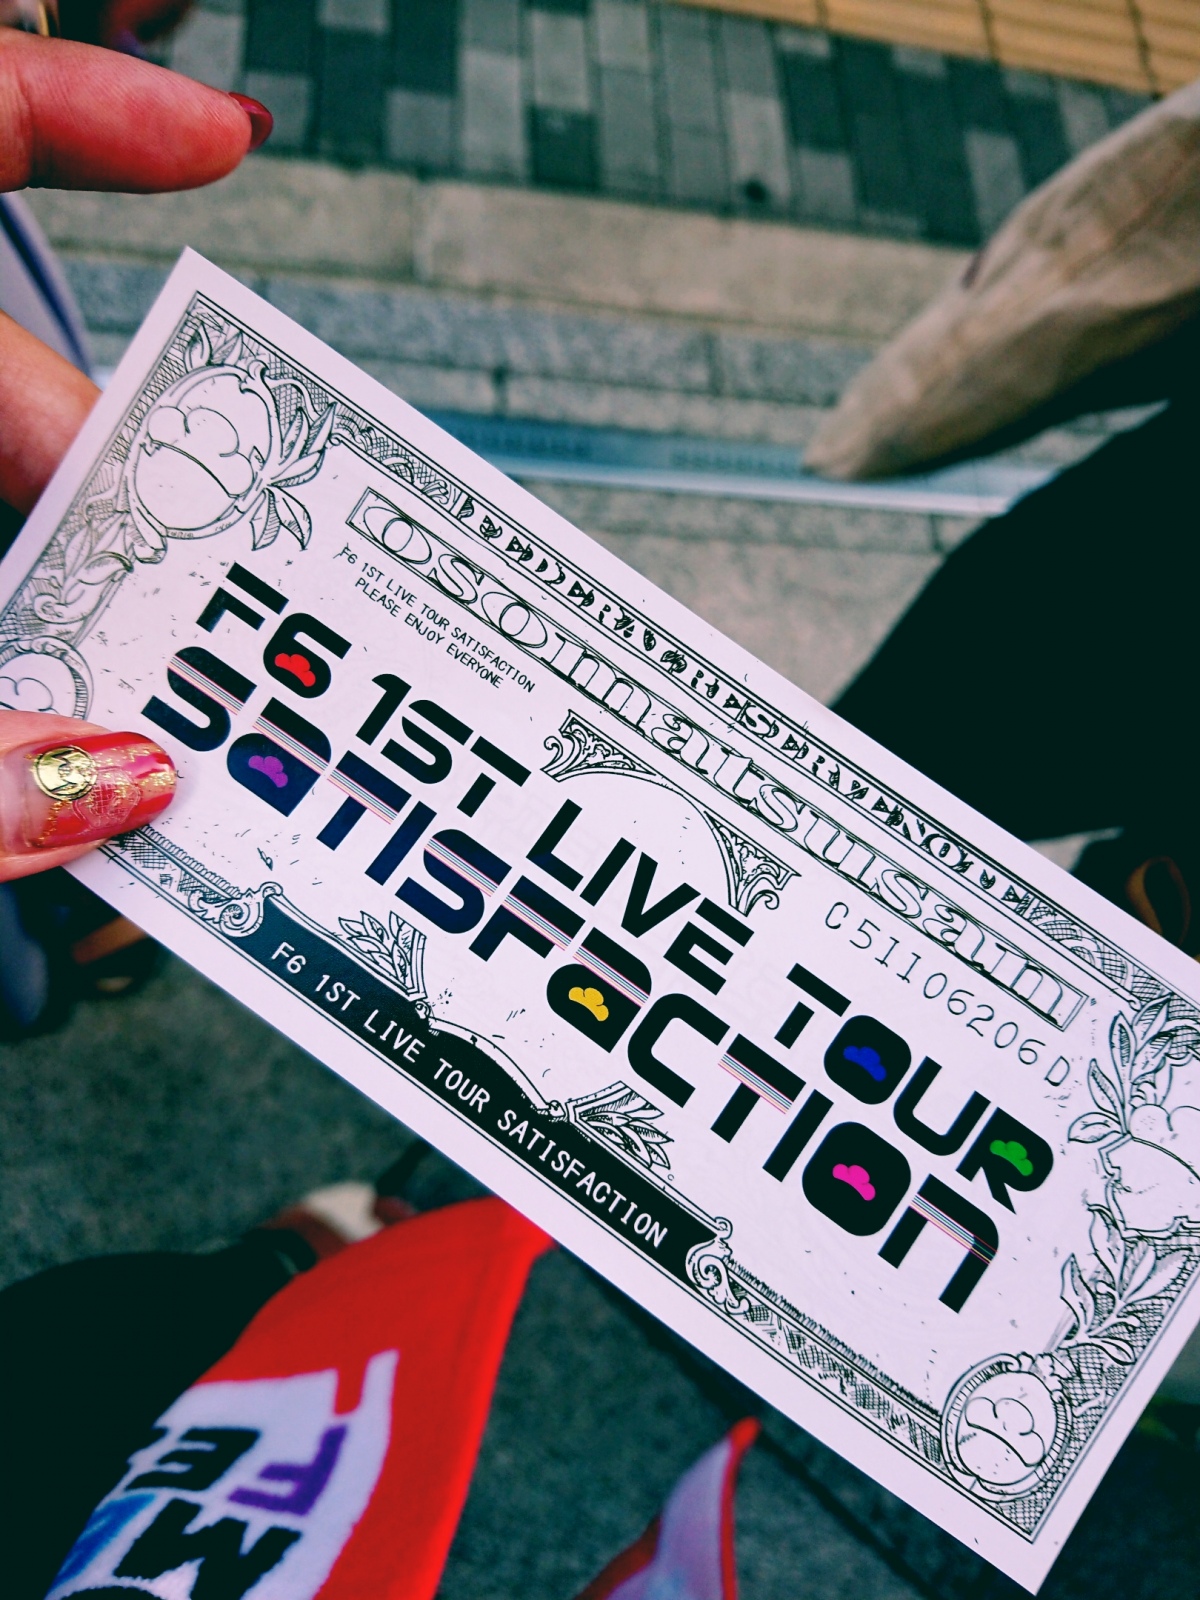 osomatsusan
F6 1ST LIVE TOUR SATISFACTION
PLEASE ENJOY EVERYONE
F6 1ST LIVE TOUR
SATISFACTION
C51106206D
F6 1ST LIVE TOUR SATISFACTION